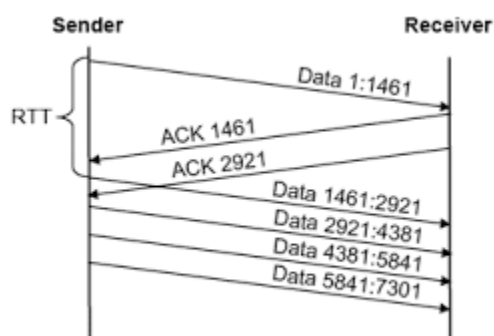 Sender
Receiver
Data 1:1461
RTT
ACK 1461
ACK 2921
Data 1461:2921
Data 2921:4381
Data 4381:5841
Data 5841:7301